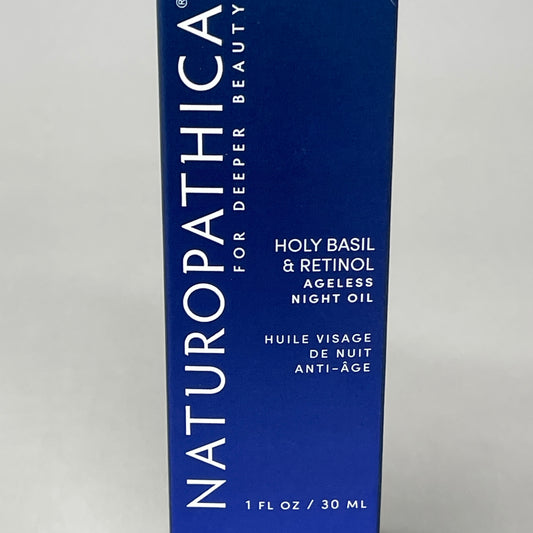 NATUROPATHICA®
FOR DEEPER BEAUTY
HOLY BASIL
& RETINOL
AGELESS
NIGHT OIL
HUILE VISAGE
DE NUIT
ANTI-ÂGE
1 FL OZ / 30 ML